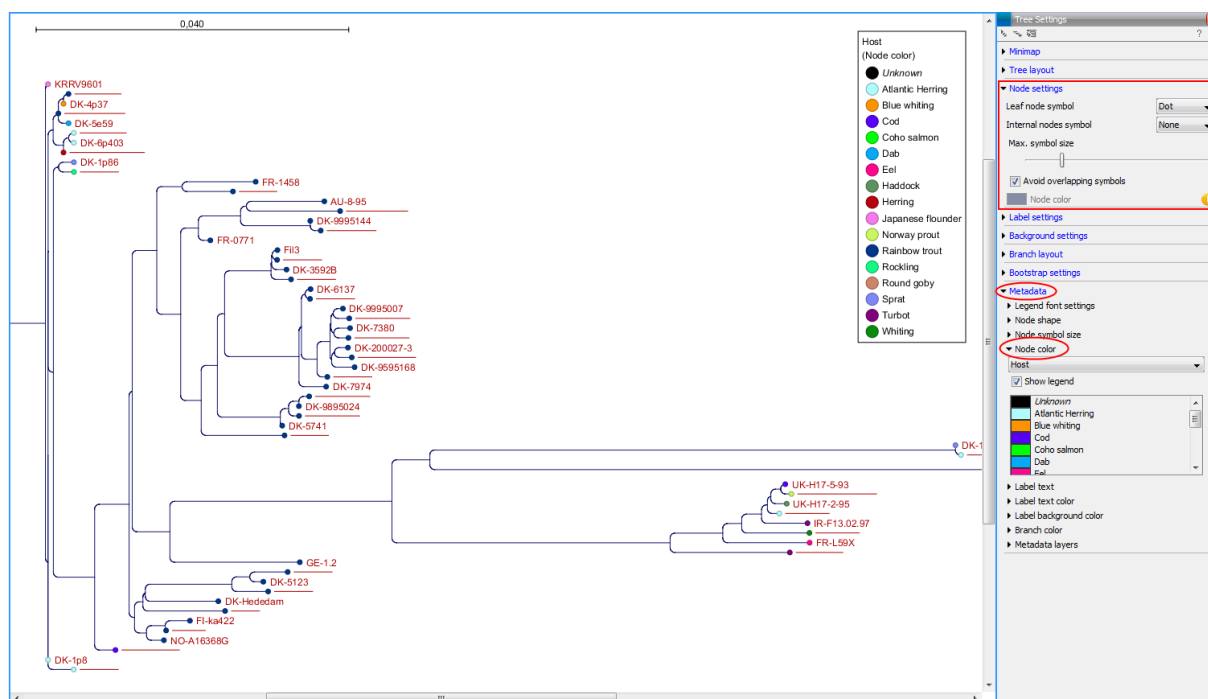 0,040
KRRV9601
DK-4p37
DK-5e59
DK-6p403
DK-1p86
FR-1458
AU-8-95
DK-9995144
FR-0771
Fil3
DK-3592B
DK-6137
DK-9995007
DK-7380
DK-200027-3
DK-9595168
DK-7974
DK-9895024
DK-5741
DK-1
UK-H17-5-93
UK-H17-2-95
IR-F13.02.97
FR-L59X
GE-1.2
DK-5123
DK-Hededam
FI-ka422
NO-A16368G
DK-1p8
Host
(Node color)
Unknown
Atlantic Herring
Blue whiting
Cod
Coho salmon
Dab
Eel
Haddock
Herring
Japanese flounder
Norway prout
Rainbow trout
Rockling
Round goby
Sprat
Turbot
Whiting
Tree Settings
?
Minimap
Tree layout
Node settings
Leaf node symbol Dot
Internal nodes symbol None
Max. symbol size
Avoid overlapping symbols
Node color
Label settings
Background settings
Branch layout
Bootstrap settings
Metadata
Legend font settings
Node shape
Node symbol size
Node color
Host
Show legend
Unknown
Atlantic Herring
Blue whiting
Cod
Coho salmon
Dab
Eel
Label text
Label text color
Label background color
Branch color
Metadata layers